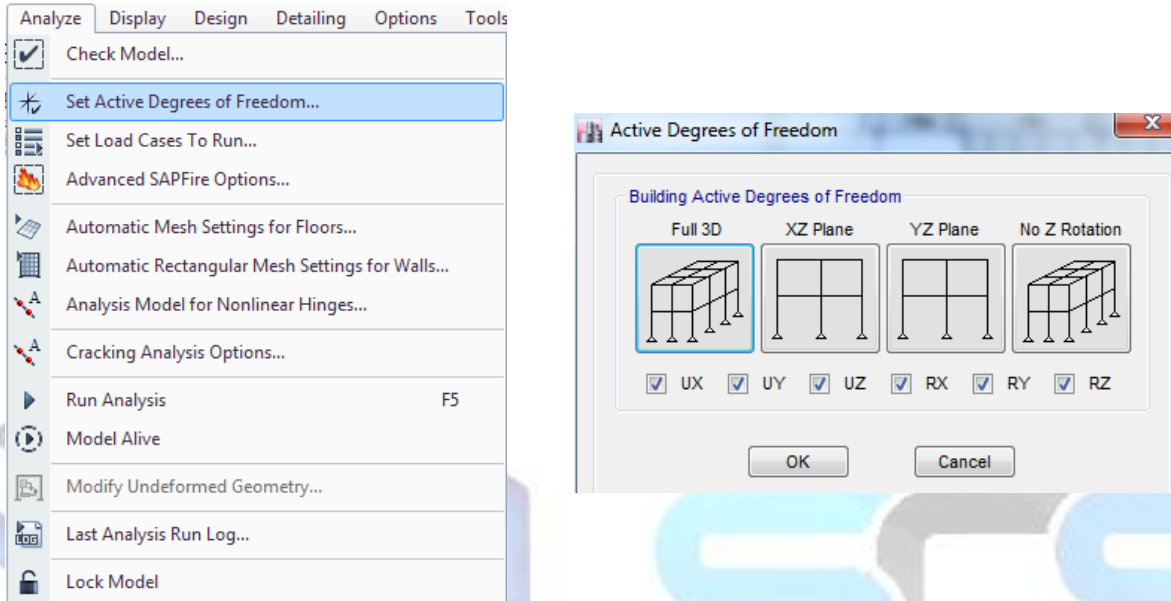 Analyze Display Design Detailing Options Tools
Check Model...
Set Active Degrees of Freedom...
Set Load Cases To Run...
Advanced SAPFire Options...
Automatic Mesh Settings for Floors...
Automatic Rectangular Mesh Settings for Walls...
A
Analysis Model for Nonlinear Hinges...
A
Cracking Analysis Options...
Run Analysis F5
Model Alive
Modify Undeformed Geometry...
LOG
Last Analysis Run Log...
Lock Model
Active Degrees of Freedom
Building Active Degrees of Freedom
Full 3D XZ Plane YZ Plane No Z Rotation
UX UY UZ RX RY RZ
OK Cancel